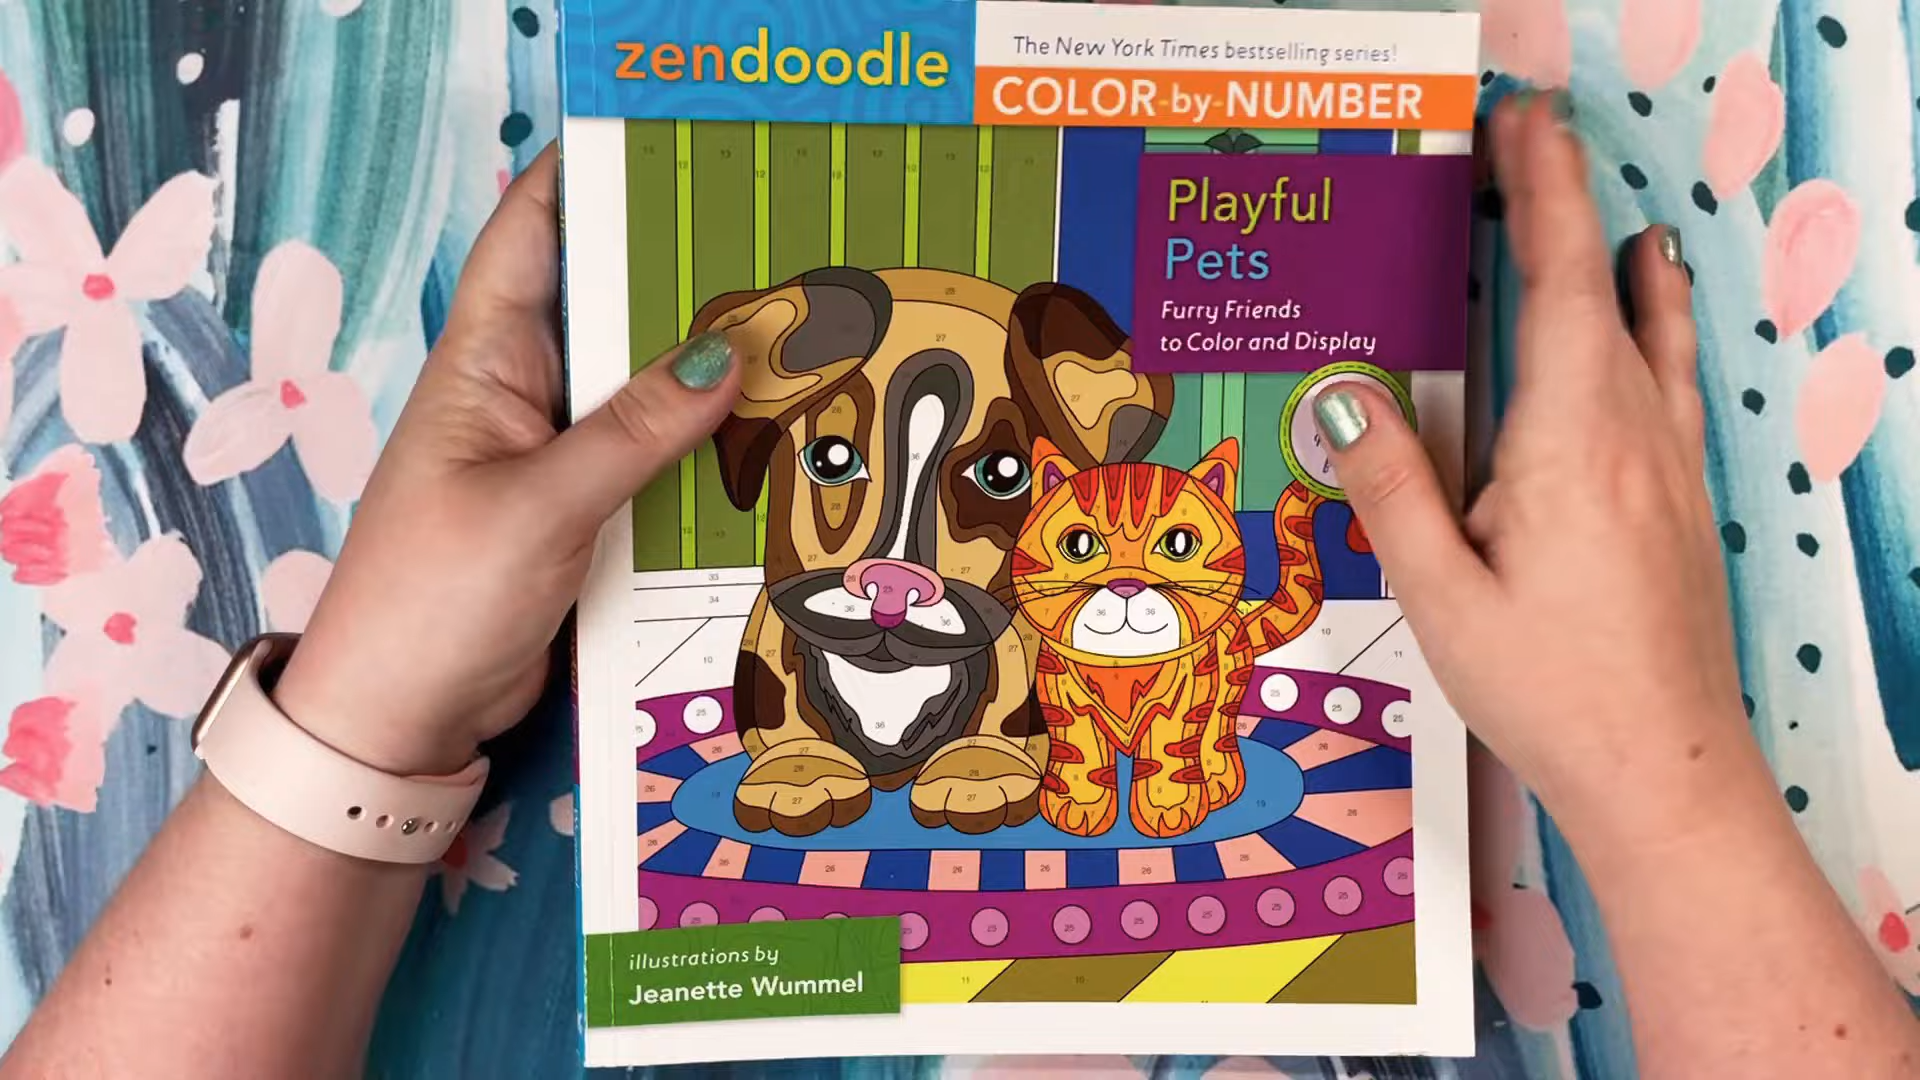 zendoodle
The New York Times bestselling series!
COLOR-by-NUMBER
Playful
Pets
Furry Friends
to Color and Display
illustrations by
Jeanette Wummel